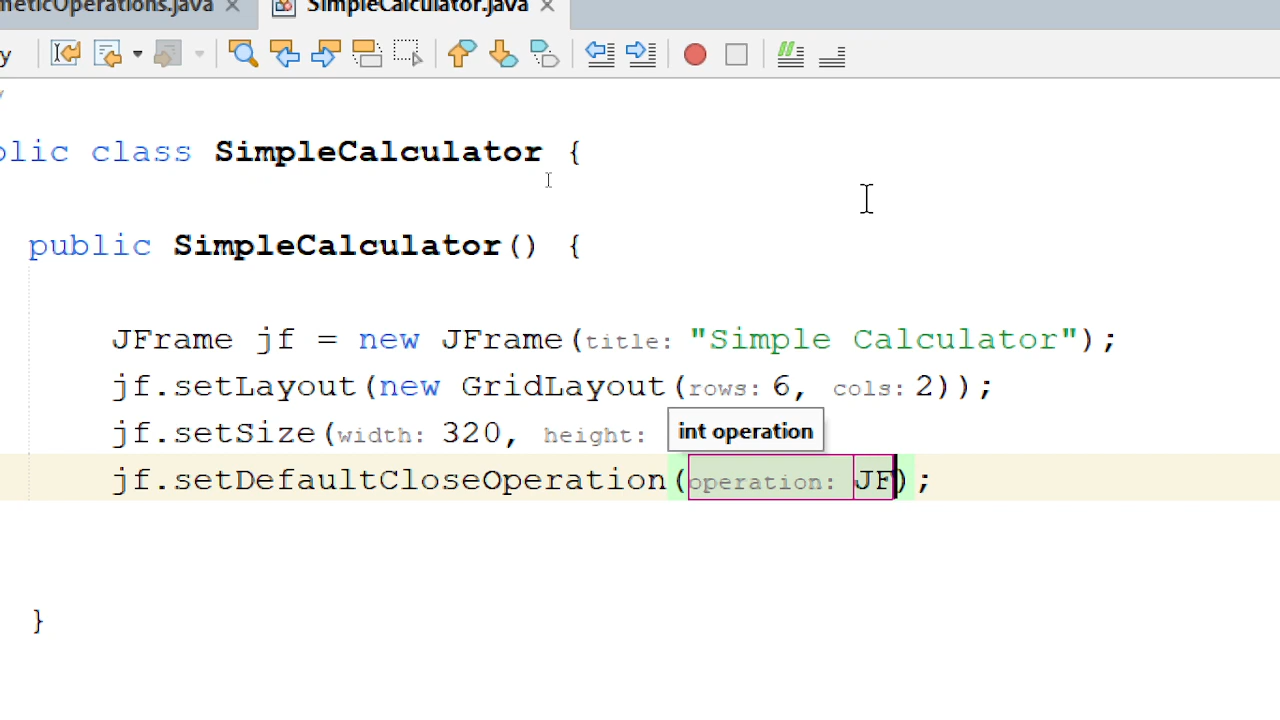 meticOperations.java SimpleCalculator.java
y
blic class SimpleCalculator {
public SimpleCalculator() {
JFrame jf = new JFrame(title: "Simple Calculator");
jf.setLayout(new GridLayout(rows: 6, cols: 2));
jf.setSize(width: 320, height:
int operation
jf.setDefaultCloseOperation(operation: JF);
}